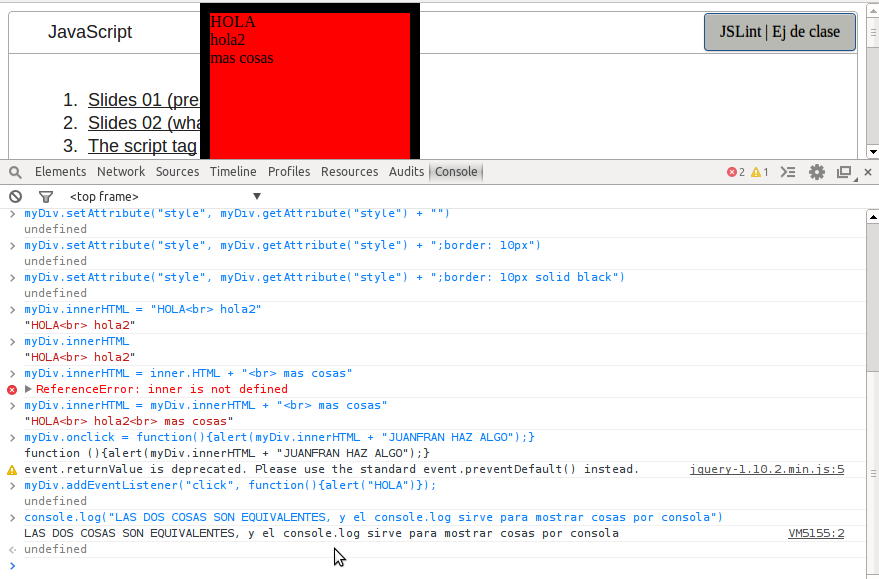 JavaScript
HOLA
hola2
mas cosas
JSLint | Ej de clase
1. Slides 01 (pre
2. Slides 02 (wha
3. The script tag
Elements Network Sources Timeline Profiles Resources Audits Console 2 1
<top frame>
myDiv.setAttribute("style", myDiv.getAttribute("style") + "")
undefined
myDiv.setAttribute("style", myDiv.getAttribute("style") + ";border: 10px")
undefined
myDiv.setAttribute("style", myDiv.getAttribute("style") + ";border: 10px solid black")
undefined
myDiv.innerHTML = "HOLA<br> hola2"
"HOLA<br> hola2"
myDiv.innerHTML
"HOLA<br> hola2"
myDiv.innerHTML = inner.HTML + "<br> mas cosas"
ReferenceError: inner is not defined
myDiv.innerHTML = myDiv.innerHTML + "<br> mas cosas"
"HOLA<br> hola2<br> mas cosas"
myDiv.onclick = function(){alert(myDiv.innerHTML + "JUANFRAN HAZ ALGO");}
function (){alert(myDiv.innerHTML + "JUANFRAN HAZ ALGO");}
event.returnValue is deprecated. Please use the standard event.preventDefault() instead. jquery-1.10.2.min.js:5
myDiv.addEventListener("click", function(){alert("HOLA")});
undefined
console.log("LAS DOS COSAS SON EQUIVALENTES, y el console.log sirve para mostrar cosas por consola")
LAS DOS COSAS SON EQUIVALENTES, y el console.log sirve para mostrar cosas por consola VM5155:2
undefined